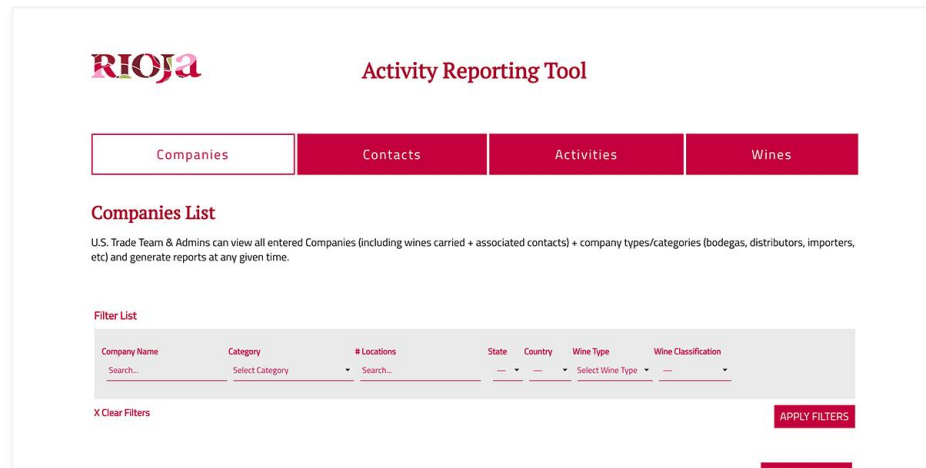 RIOJa
Activity Reporting Tool
Companies Contacts Activities Wines
Companies List
U.S. Trade Team & Admins can view all entered Companies (including wines carried + associated contacts) + company types/categories (bodegas, distributors, importers,
etc) and generate reports at any given time.
Filter List
Company Name Category # Locations State Country Wine Type Wine Classification
Search... Select Category Search... — — Select Wine Type —
X Clear Filters
APPLY FILTERS